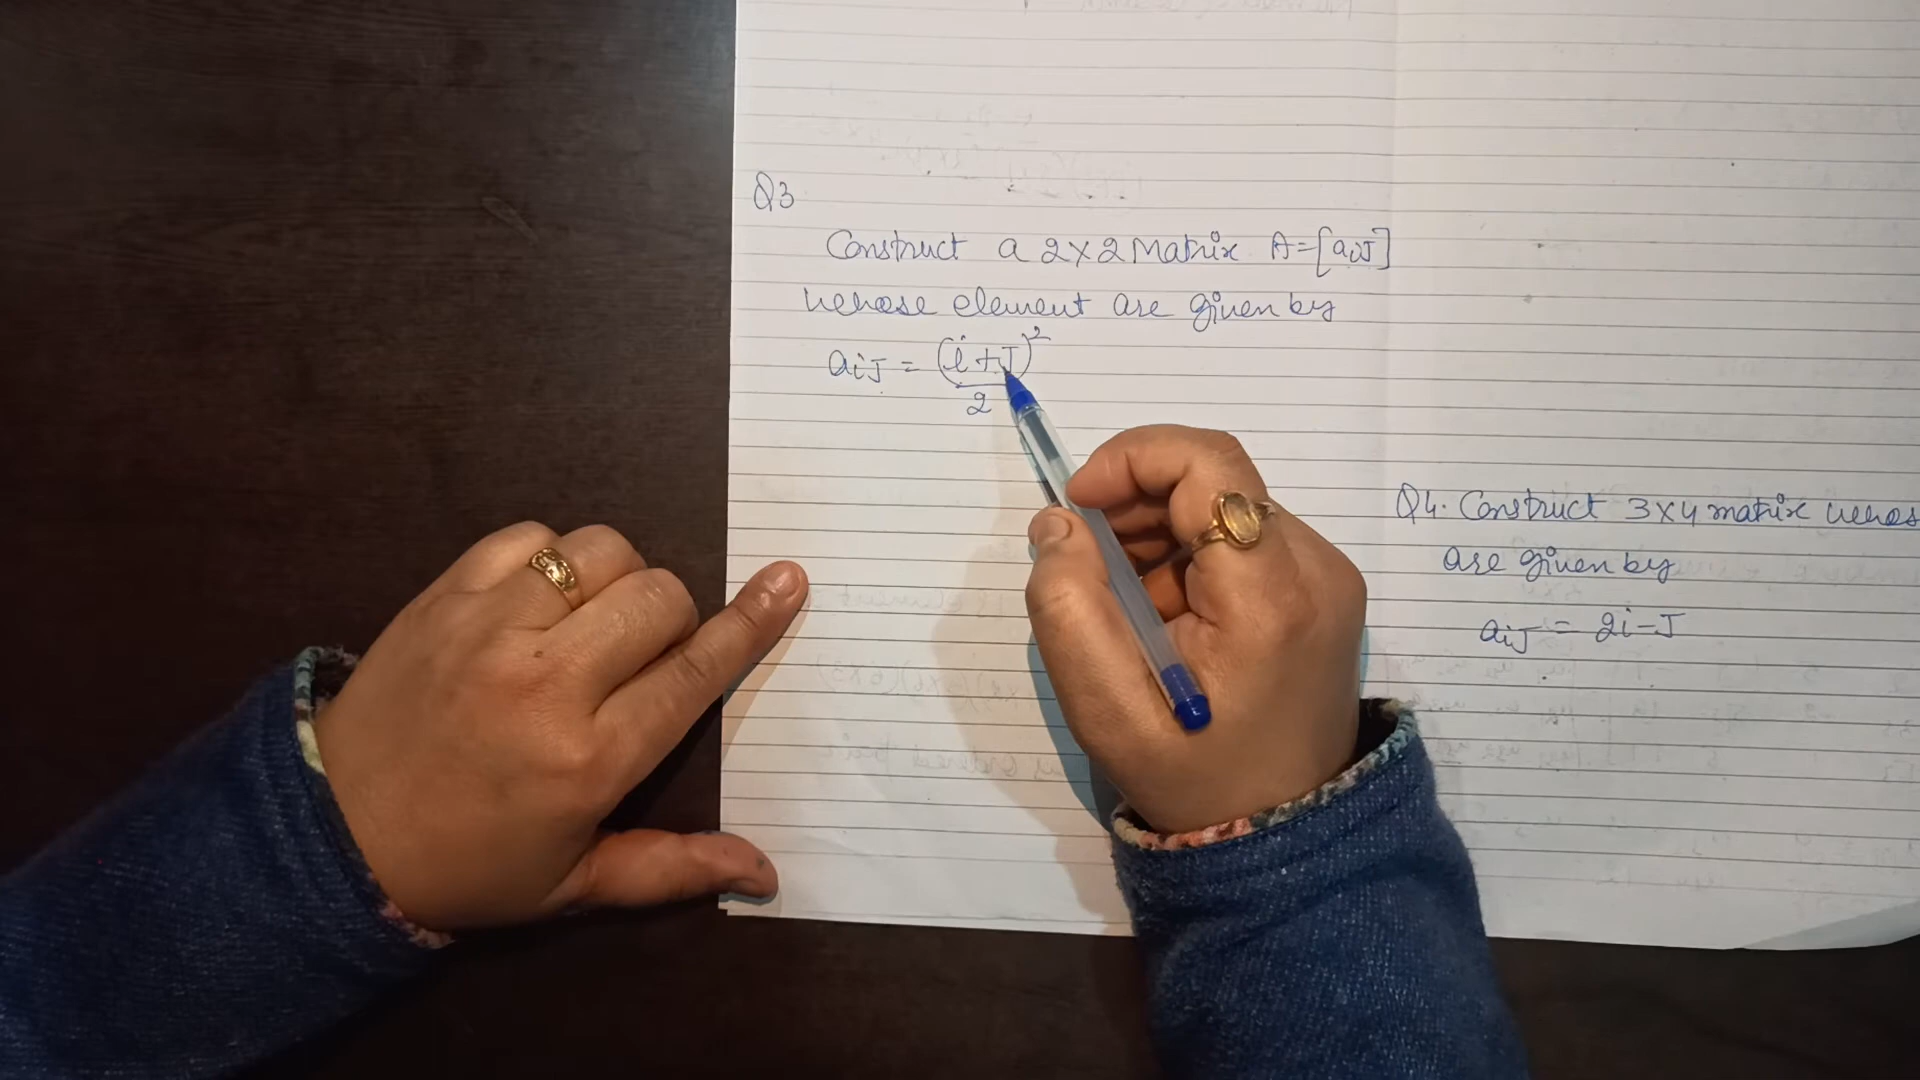 Q3
Construct a 2×2 Matrix A=[aiJ]
whose element are given by
aiJ = (i+J)²
2
Q4. Construct 3×4 matrix
are given by
aiJ = 2i-J